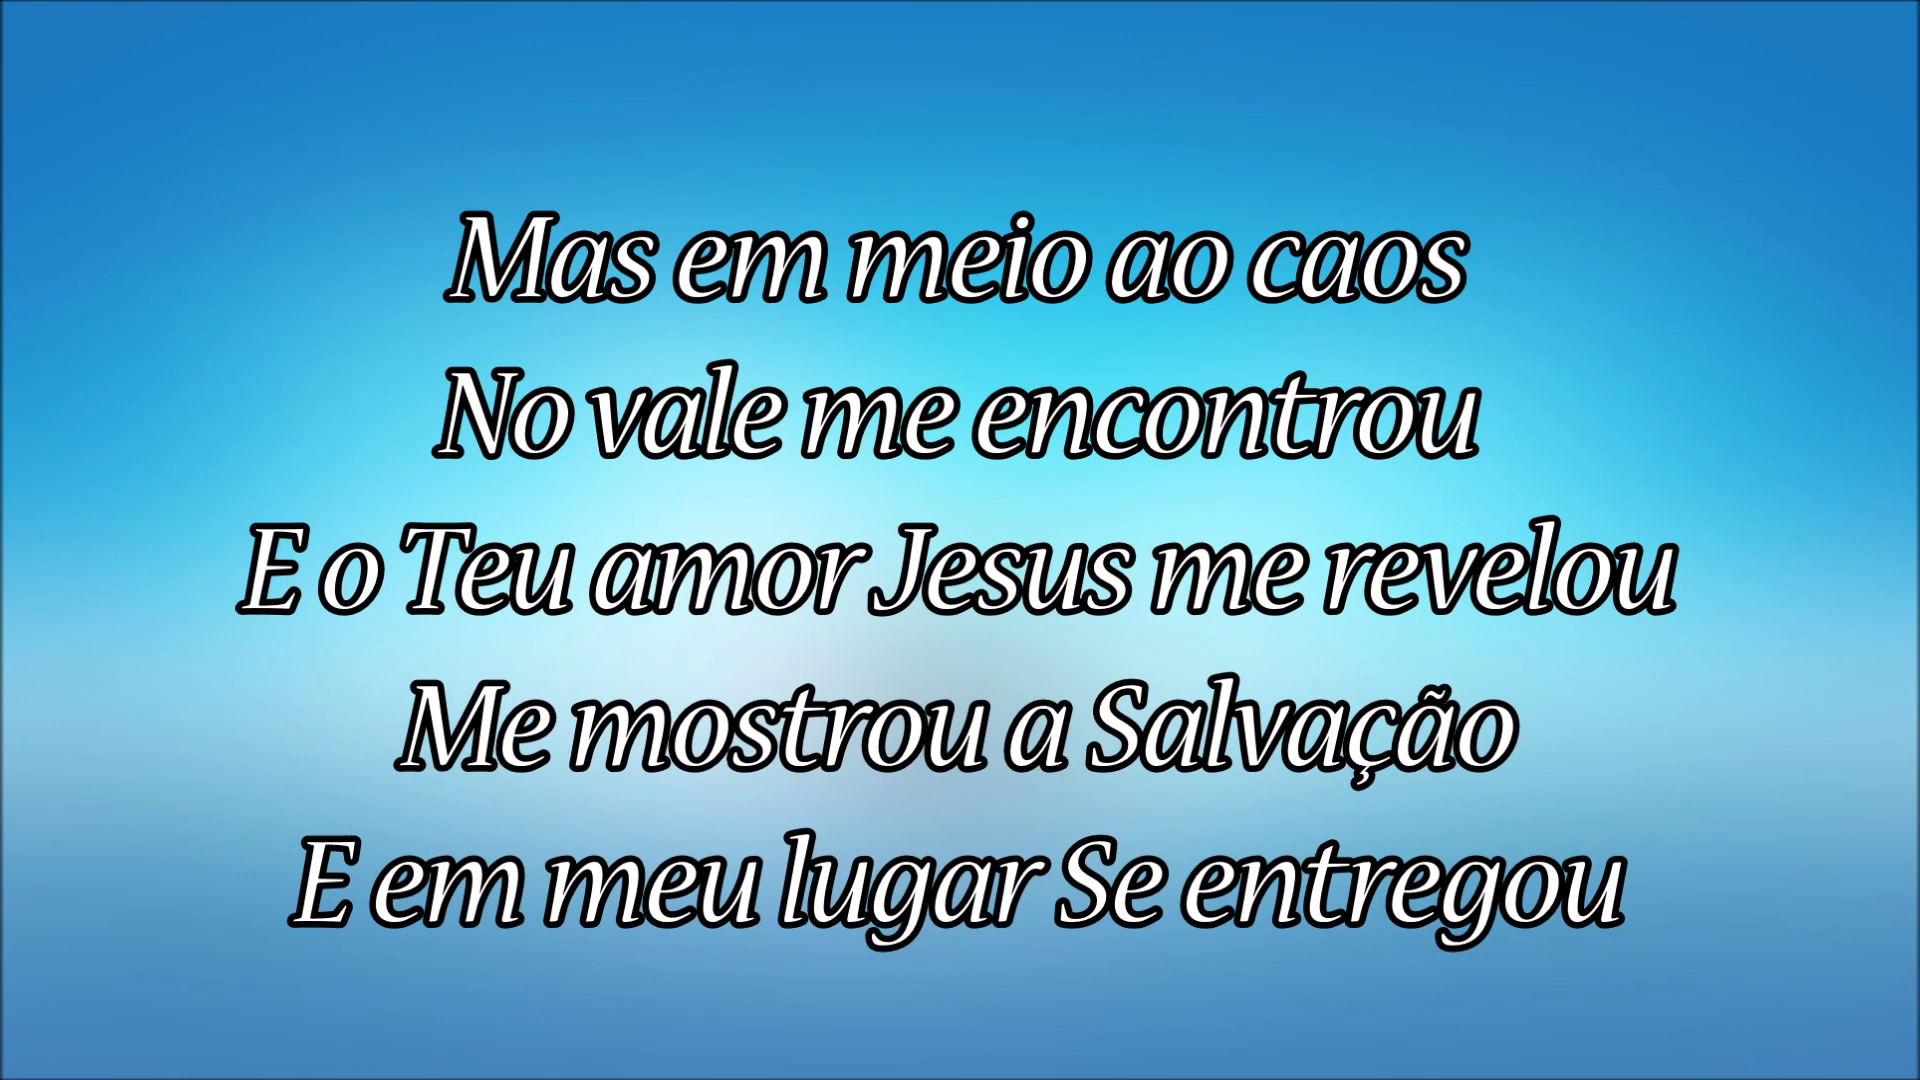 Mas em meio ao caos
No vale me encontrou
E o Teu amor Jesus me revelou
Me mostrou a Salvação
E em meu lugar Se entregou